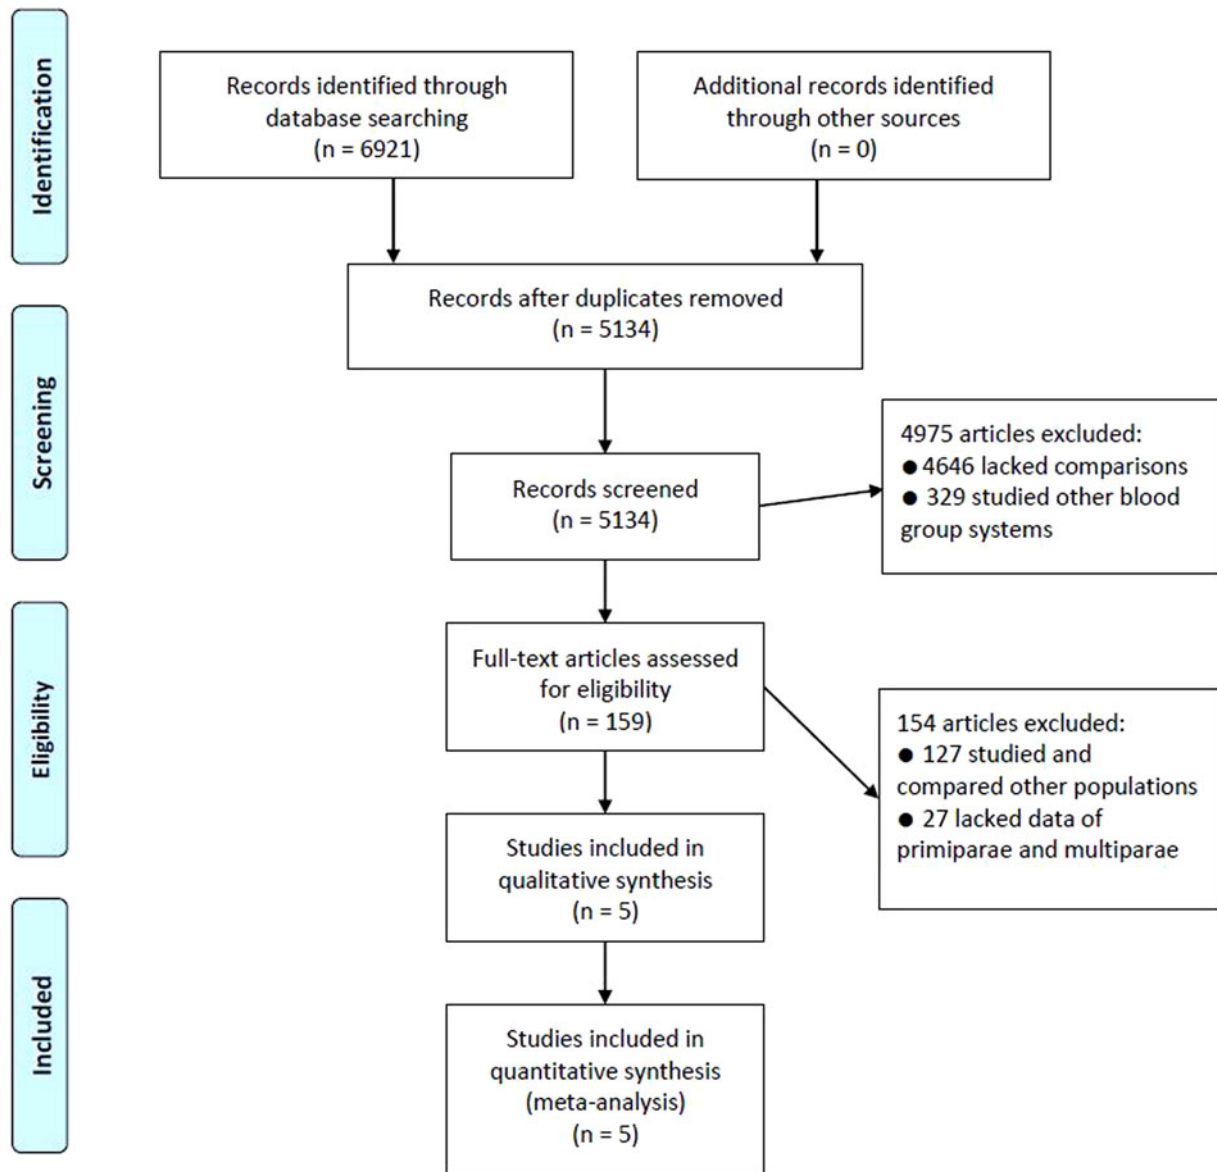 Identification
Records identified through
database searching
(n = 6921)
Additional records identified
through other sources
(n = 0)
Records after duplicates removed
(n = 5134)
Screening
Records screened
(n = 5134)
4975 articles excluded:
● 4646 lacked comparisons
● 329 studied other blood
group systems
Eligibility
Full-text articles assessed
for eligibility
(n = 159)
154 articles excluded:
● 127 studied and
compared other populations
● 27 lacked data of
primiparae and multiparae
Studies included in
qualitative synthesis
(n = 5)
Included
Studies included in
quantitative synthesis
(meta-analysis)
(n = 5)